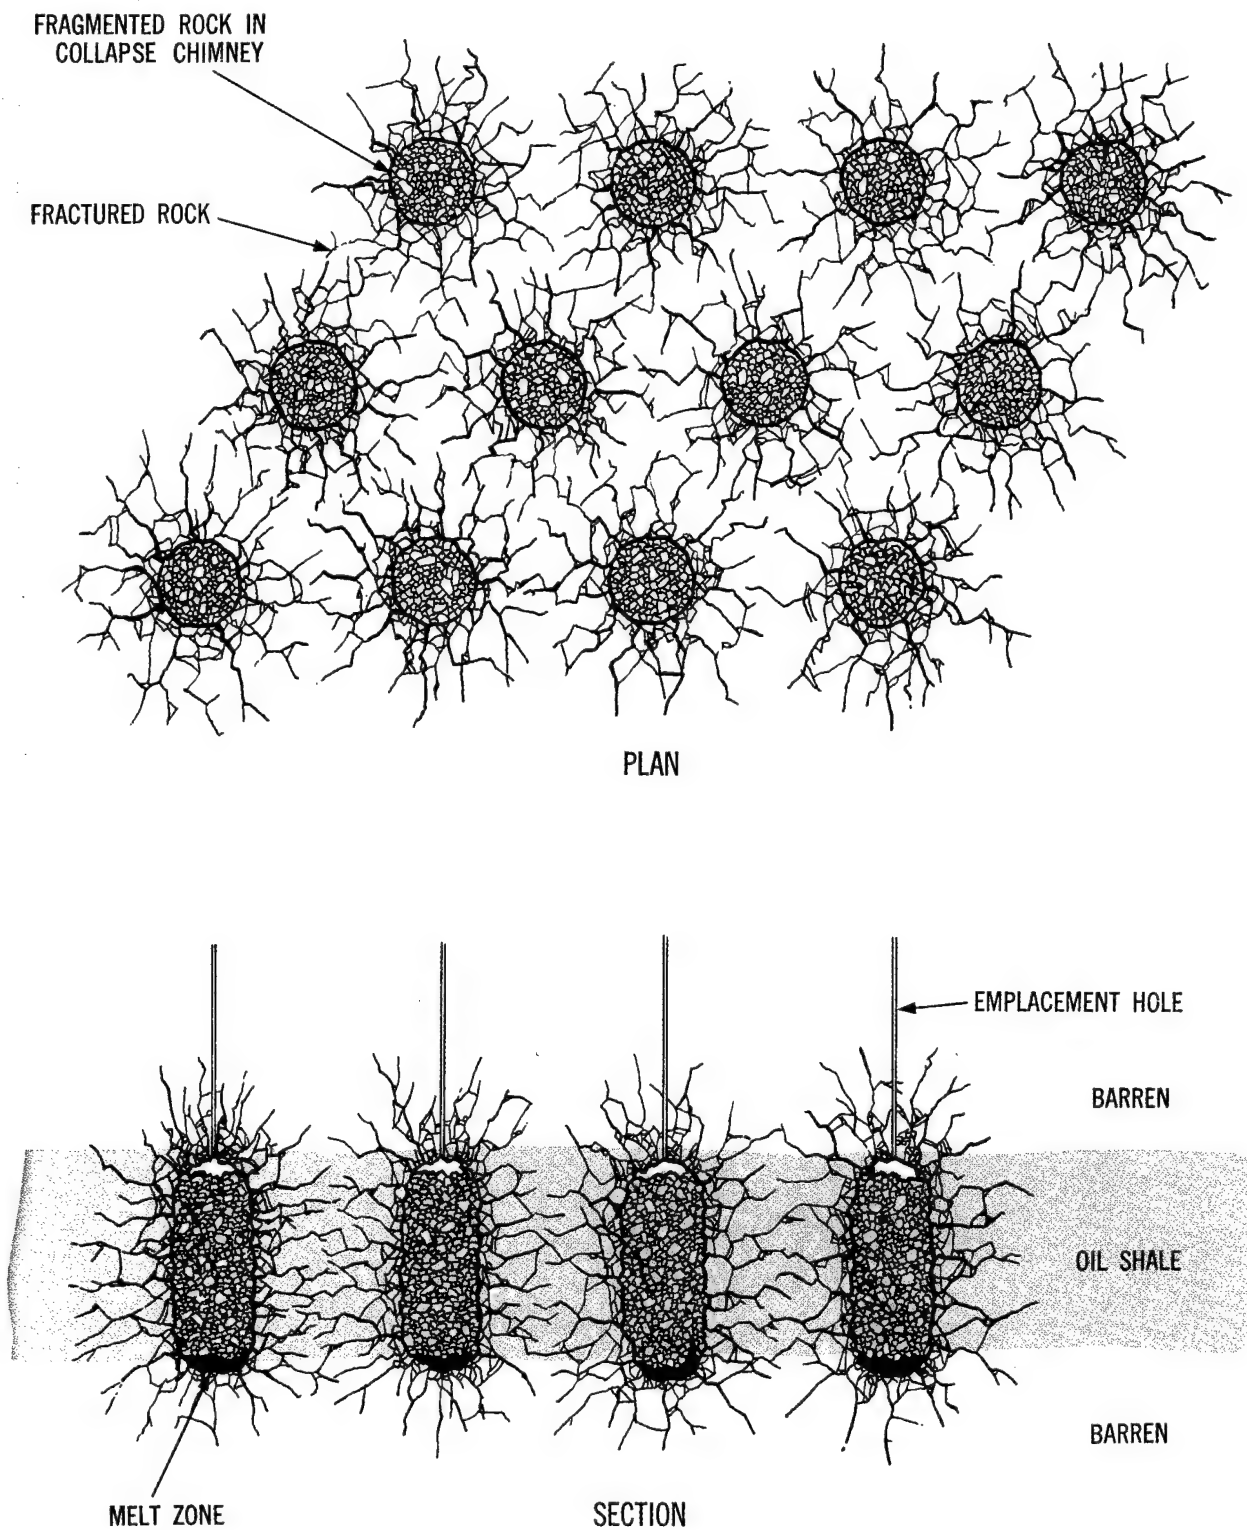 FRAGMENTED ROCK IN
COLLAPSE CHIMNEY
FRACTURED ROCK
PLAN
EMPLACEMENT HOLE
BARREN
OIL SHALE
BARREN
MELT ZONE
SECTION